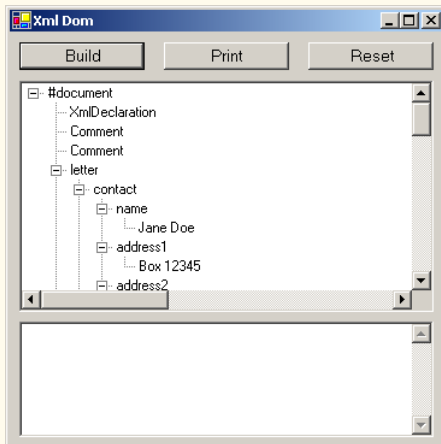 Xml Dom
Build Print Reset
#document
XmlDeclaration
Comment
Comment
letter
contact
name
Jane Doe
address1
Box 12345
address2